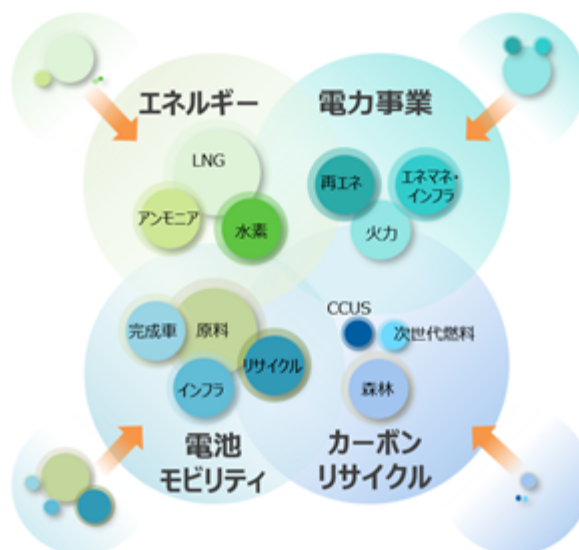 エネルギー
電力事業
LNG
アンモニア
水素
再エネ
エネマネ・
インフラ
火力
完成車
原料
リサイクル
インフラ
CCUS
次世代燃料
森林
電池
モビリティ
カーボン
リサイクル